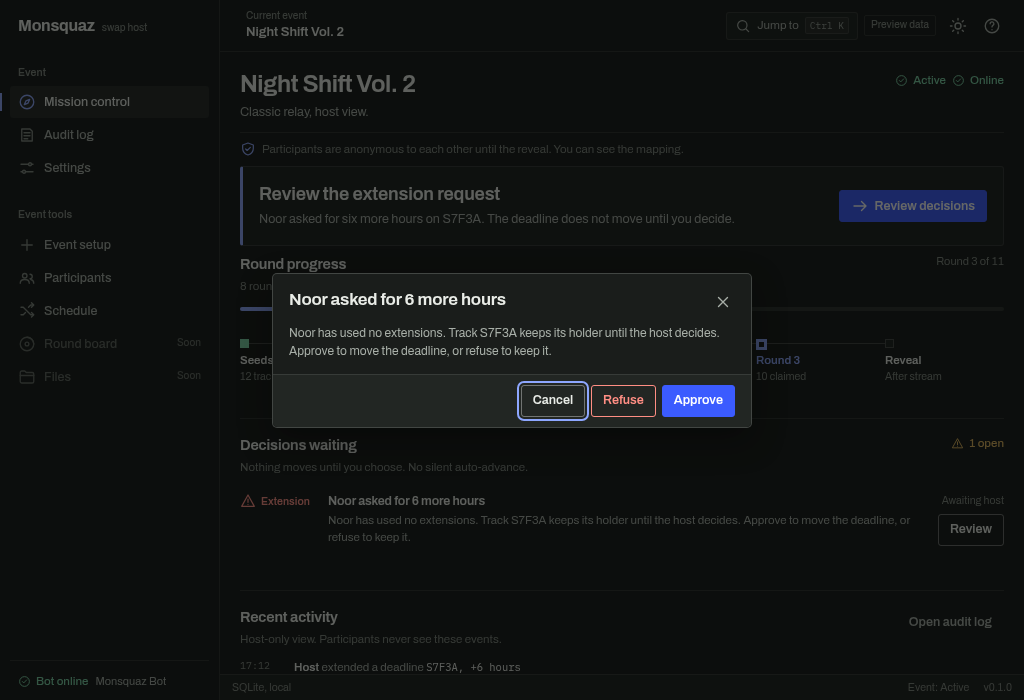 Monsquaz swap host
Current event
Night Shift Vol. 2
Jump to Ctrl K
Preview data
Event
Mission control
Audit log
Settings
Event tools
Event setup
Participants
Schedule
Round board Soon
Files Soon
Bot online Monsquaz Bot
Night Shift Vol. 2
Active Online
Classic relay, host view.
Participants are anonymous to each other until the reveal. You can see the mapping.
Review the extension request
Noor asked for six more hours on S7F3A. The deadline does not move until you decide.
Review decisions
Round progress
Round 3 of 11
Noor asked for 6 more hours
Noor has used no extensions. Track S7F3A keeps its holder until the host decides.
Approve to move the deadline, or refuse to keep it.
Cancel Refuse Approve
Seeds
Round 3
10 claimed
Reveal
After stream
Decisions waiting
1 open
Nothing moves until you choose. No silent auto-advance.
Extension
Noor asked for 6 more hours
Noor has used no extensions. Track S7F3A keeps its holder until the host decides. Approve to move the deadline, or
refuse to keep it.
Awaiting host
Review
Recent activity
Host-only view. Participants never see these events.
Open audit log
17:12 Host extended a deadline S7F3A, +6 hours
SQLite, local
Event: Active v0.1.0